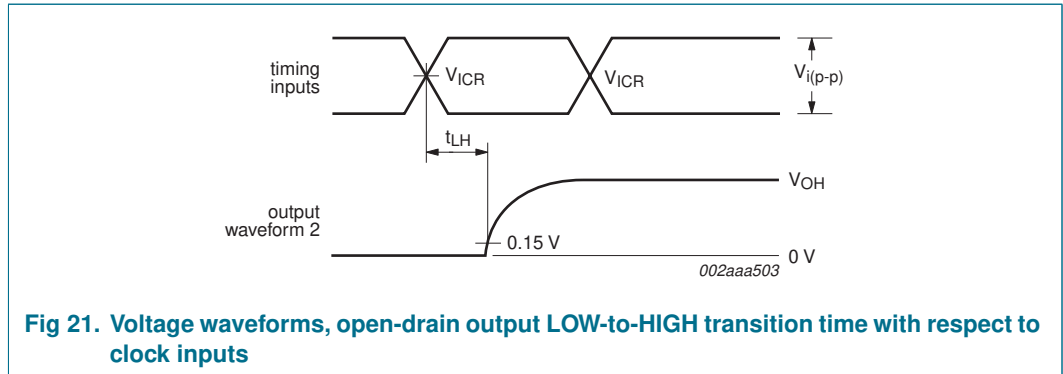 timing
inputs
VICR
VICR
Vi(p-p)
tLH
output
waveform 2
0.15 V
VOH
0 V
002aaa503
Fig 21. Voltage waveforms, open-drain output LOW-to-HIGH transition time with respect to
clock inputs